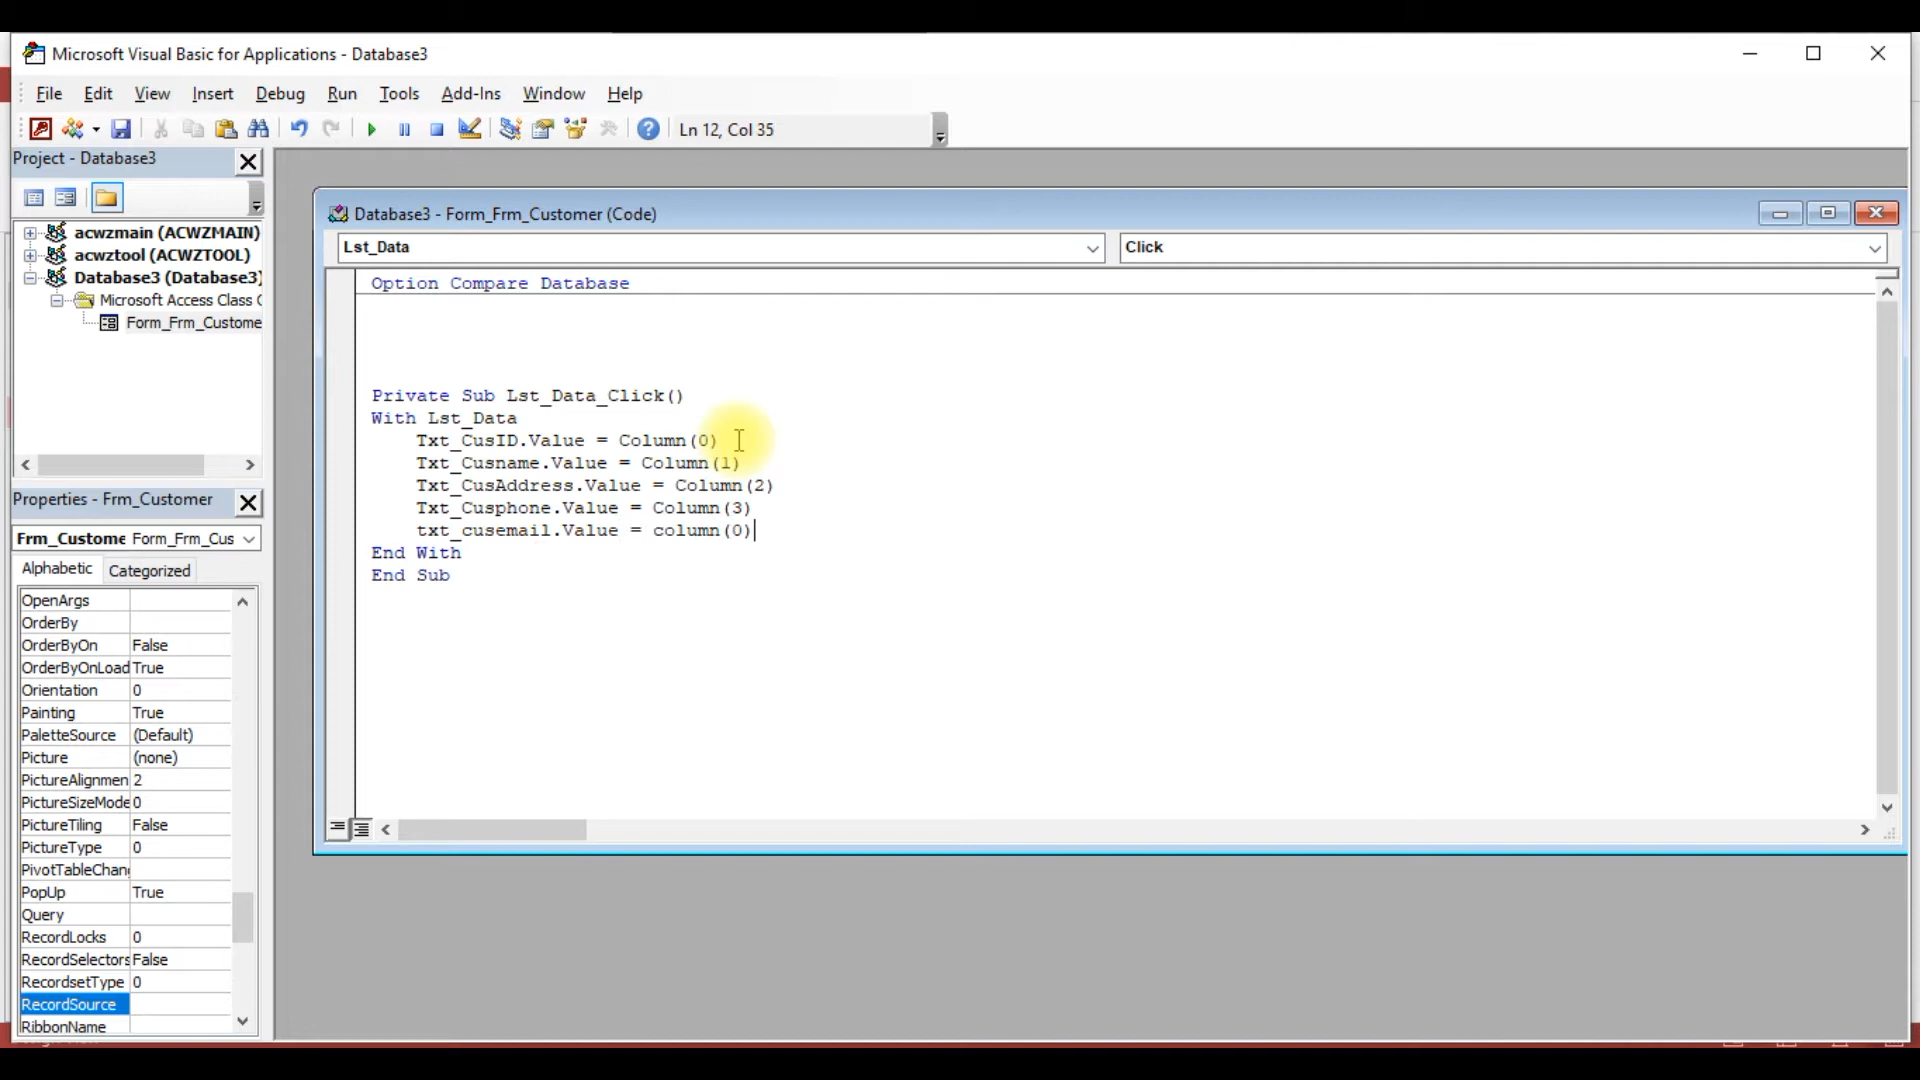 Microsoft Visual Basic for Applications - Database3
File Edit View Insert Debug Run Tools Add-Ins Window Help
Ln 12, Col 35
Project - Database3
acwzmain (ACWZMAIN)
acwztool (ACWZTOOL)
Database3 (Database3)
Microsoft Access Class O
Form_Frm_Custome
Properties - Frm_Customer
Frm_Custome Form_Frm_Cus
Alphabetic Categorized
OpenArgs
OrderBy
OrderByOn False
OrderByOnLoad True
Orientation 0
Painting True
PaletteSource (Default)
Picture (none)
PictureAlignmen 2
PictureSizeMode 0
PictureTiling False
PictureType 0
PivotTableChang
PopUp True
Query
RecordLocks 0
RecordSelectors False
RecordsetType 0
RecordSource
RibbonName
Database3 - Form_Frm_Customer (Code)
Lst_Data Click
Option Compare Database
Private Sub Lst_Data_Click()
With Lst_Data
Txt_CusID.Value = Column(0)
Txt_Cusname.Value = Column(1)
Txt_CusAddress.Value = Column(2)
Txt_Cusphone.Value = Column(3)
txt_cusemail.Value = column(0)
End With
End Sub